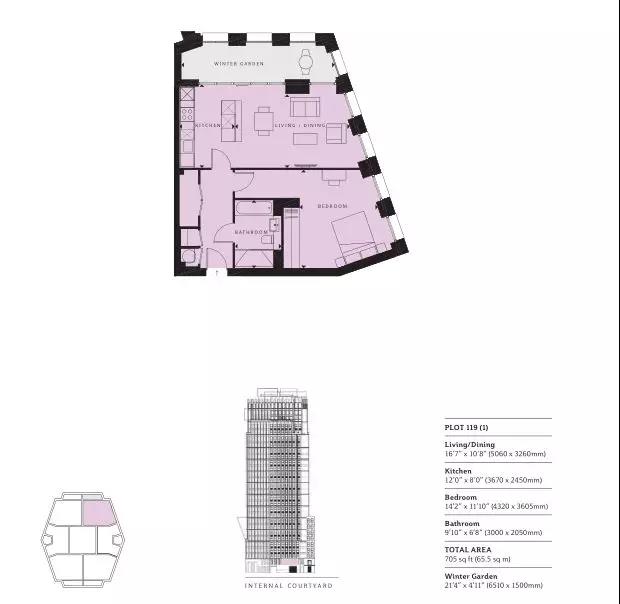 WINTER GARDEN
KITCHEN
LIVING / DINING
BEDROOM
BATHROOM
INTERNAL COURTYARD
PLOT 119 (1)
Living/Dining
16'7" x 10'8" (5060 x 3260mm)
Kitchen
12'0" x 8'0" (3670 x 2450mm)
Bedroom
14'2" x 11'10" (4320 x 3605mm)
Bathroom
9'10" x 6'8" (3000 x 2050mm)
TOTAL AREA
705 sq ft (65.5 sq m)
Winter Garden
21'4" x 4'11" (6510 x 1500mm)